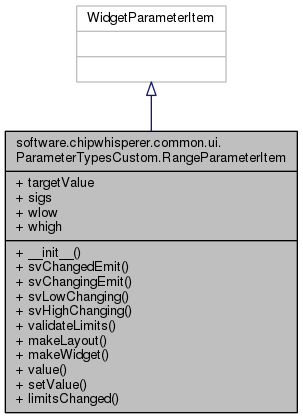 WidgetParameterItem
software.chipwhisperer.common.ui.
ParameterTypesCustom.RangeParameterItem
+ targetValue
+ sigs
+ wlow
+ whigh
+ __init__()
+ svChangedEmit()
+ svChangingEmit()
+ svLowChanging()
+ svHighChanging()
+ validateLimits()
+ makeLayout()
+ makeWidget()
+ value()
+ setValue()
+ limitsChanged()